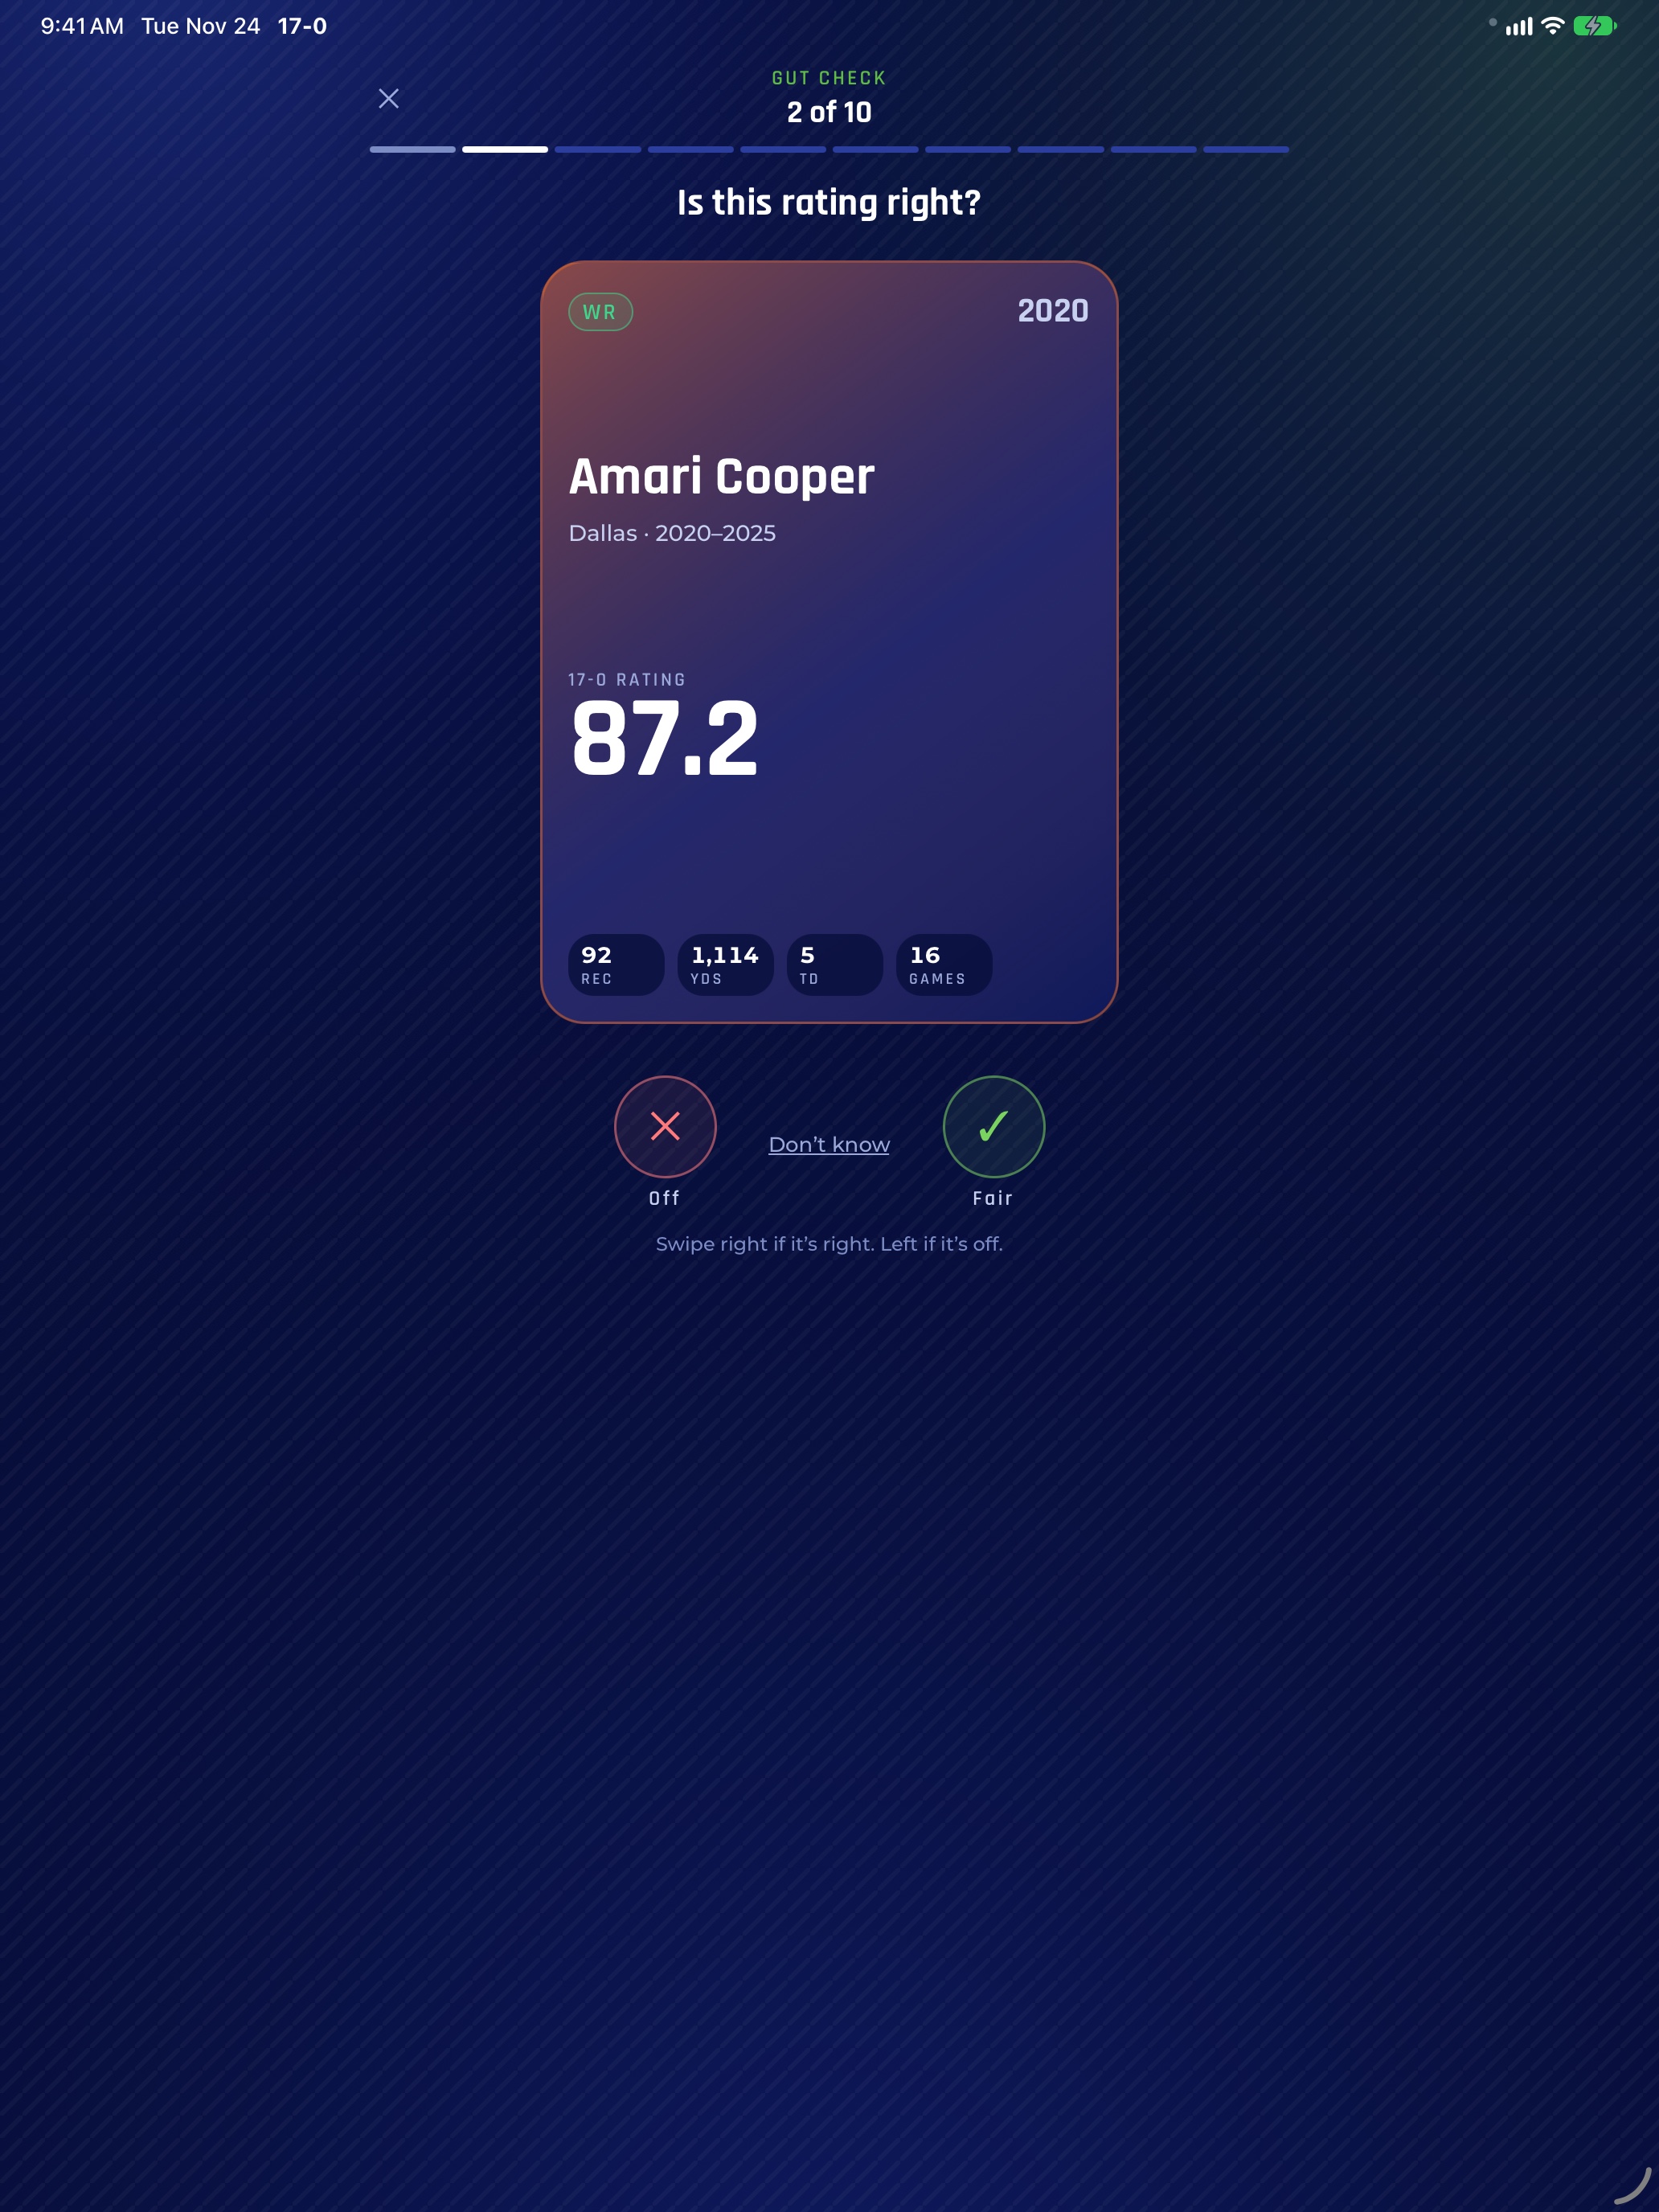 9:41 AM Tue Nov 24 17-0
GUT CHECK
2 of 10
Is this rating right?
WR 2020
Amari Cooper
Dallas · 2020–2025
17-0 RATING
87.2
92 1,114 5 16
REC YDS TD GAMES
✓
Don’t know
Off Fair
Swipe right if it’s right. Left if it’s off.